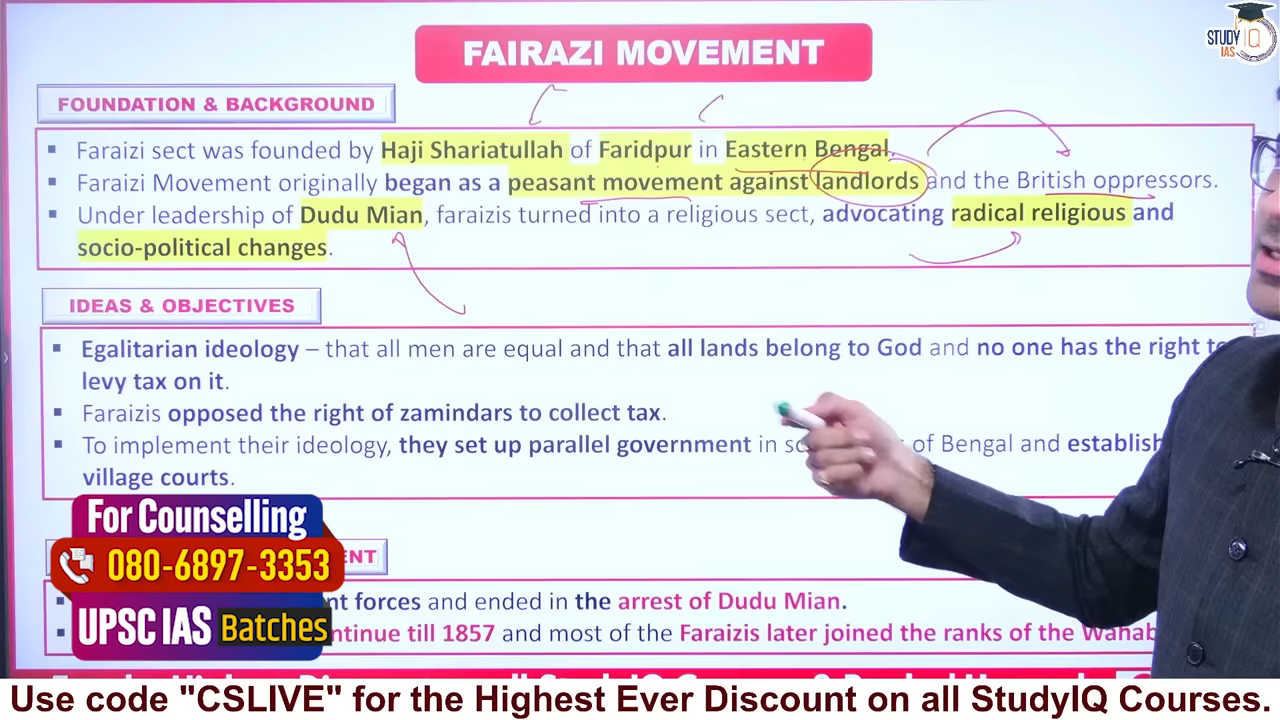 STUDY IQ
IAS
FAIRAZI MOVEMENT
FOUNDATION & BACKGROUND
▪ Faraizi sect was founded by Haji Shariatullah of Faridpur in Eastern Bengal.
▪ Faraizi Movement originally began as a peasant movement against landlords and the British oppressors.
▪ Under leadership of Dudu Mian, faraizis turned into a religious sect, advocating radical religious and
socio-political changes.
IDEAS & OBJECTIVES
▪ Egalitarian ideology – that all men are equal and that all lands belong to God and no one has the right
levy tax on it.
▪ Faraizis opposed the right of zamindars to collect tax.
▪ To implement their ideology, they set up parallel government in of Bengal and establish
village courts.
For Counselling
080-6897-3353
UPSC IAS Batches
forces and ended in the arrest of Dudu Mian.
till 1857 and most of the Faraizis later joined the ranks of the
Use code "CSLIVE" for the Highest Ever Discount on all StudyIQ Courses.